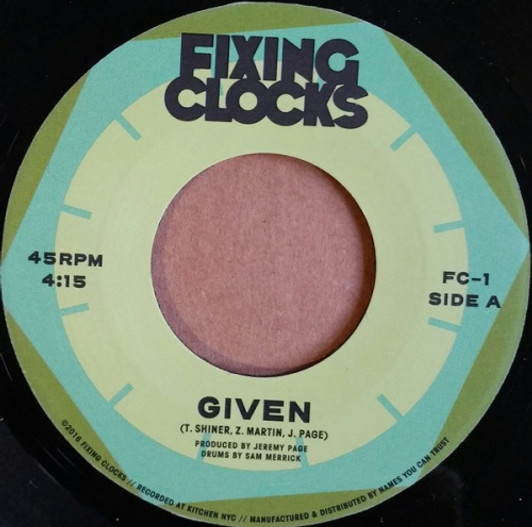 FIXING
CLOCKS
45RPM
4:15
FC-1
SIDE A
GIVEN
(T. SHINER, Z. MARTIN, J. PAGE)
PRODUCED BY JEREMY PAGE
DRUMS BY SAM MERRICK
©2016 FIXING CLOCKS // RECORDED AT KITCHEN NYC // MANUFACTURED & DISTRIBUTED BY NAMES YOU CAN TRUST